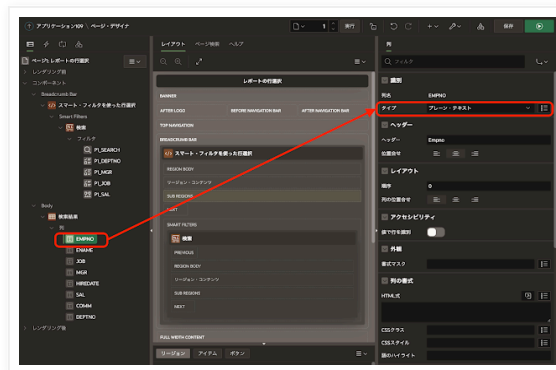 アプリケーション109 \ ページ・デザイナ
1
実行
保存
ページ1: レポートの行選択
レンダリング前
コンポーネント
Breadcrumb Bar
スマート・フィルタを使った行選択
Smart Filters
検索
フィルタ
P1_SEARCH
P1_DEPTNO
P1_MGR
P1_JOB
P1_SAL
Body
検索結果
列
EMPNO
ENAME
JOB
MGR
HIREDATE
SAL
COMM
DEPTNO
レンダリング後
レイアウト ページ検索 ヘルプ
レポートの行選択
BANNER
AFTER LOGO BEFORE NAVIGATION BAR AFTER NAVIGATION BAR
TOP NAVIGATION
BREADCRUMB BAR
スマート・フィルタを使った行選択
REGION BODY
リージョン・コンテンツ
SUB REGIONS
NEXT
SMART FILTERS
検索
PREVIOUS
REGION BODY
リージョン・コンテンツ
SUB REGIONS
NEXT
FULL WIDTH CONTENT
リージョン アイテム ボタン
列
フィルタ
識別
列名 EMPNO
タイプ プレーン・テキスト
ヘッダー
ヘッダー Empno
位置合せ
レイアウト
順序 0
列の位置合せ
アクセシビリティ
値で行を識別
外観
書式マスク
列の書式
HTML式
CSSクラス
CSSスタイル
語のハイライト